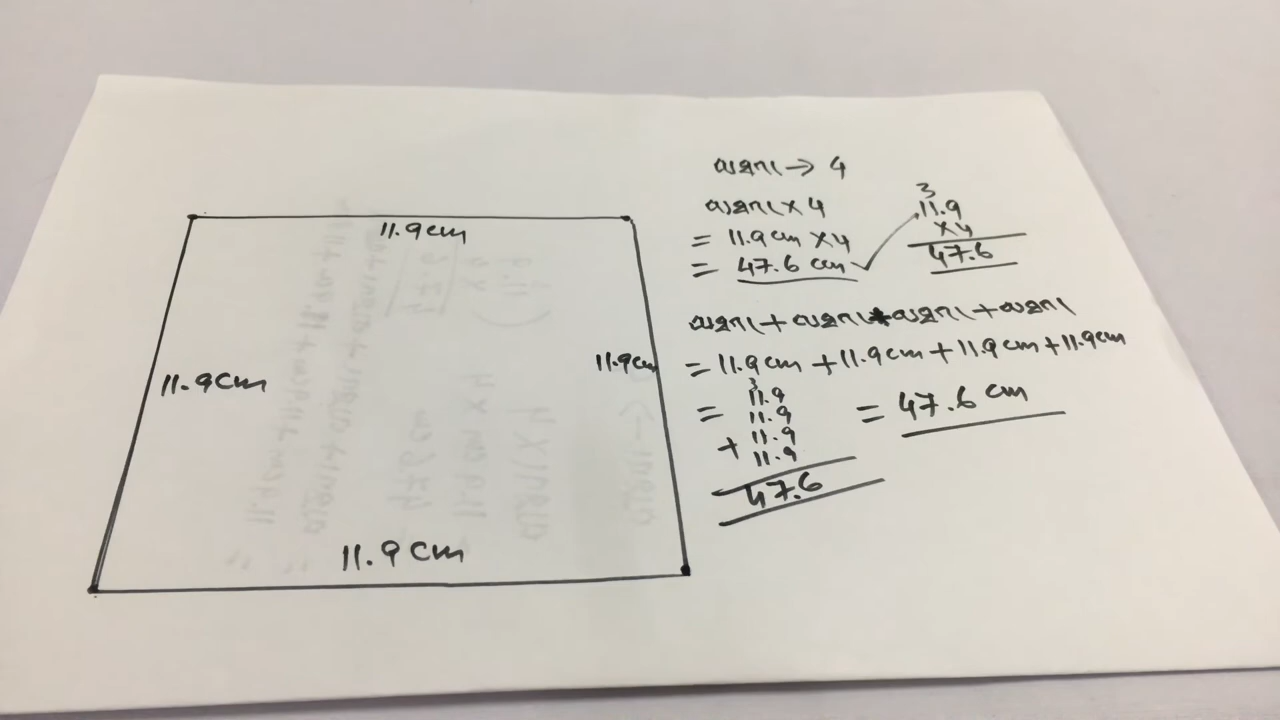 11.9cm
11.9cm
11.9cm
11.9 cm
→ 4
× 4
= 11.9 cm × 4
= 47.6 cm
3
11.9
×4
47.6
= 11.9 cm + 11.9 cm + 11.9 cm + 11.9cm
3
= 11.9
11.9
+ 11.9
11.9
47.6
= 47.6 cm